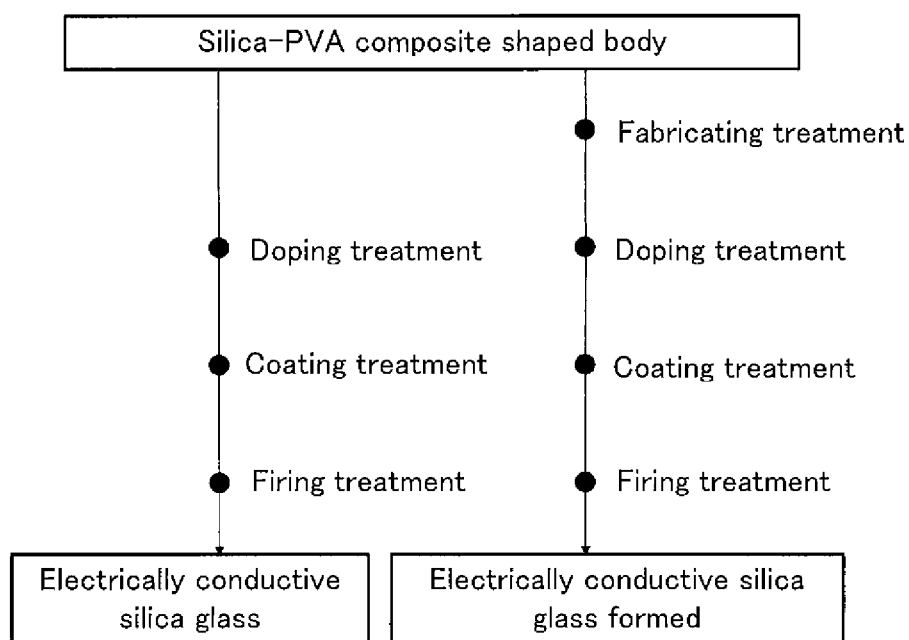 Silica-PVA composite shaped body
Fabricating treatment
Doping treatment
Doping treatment
Coating treatment
Coating treatment
Firing treatment
Firing treatment
Electrically conductive
silica glass
Electrically conductive silica
glass formed